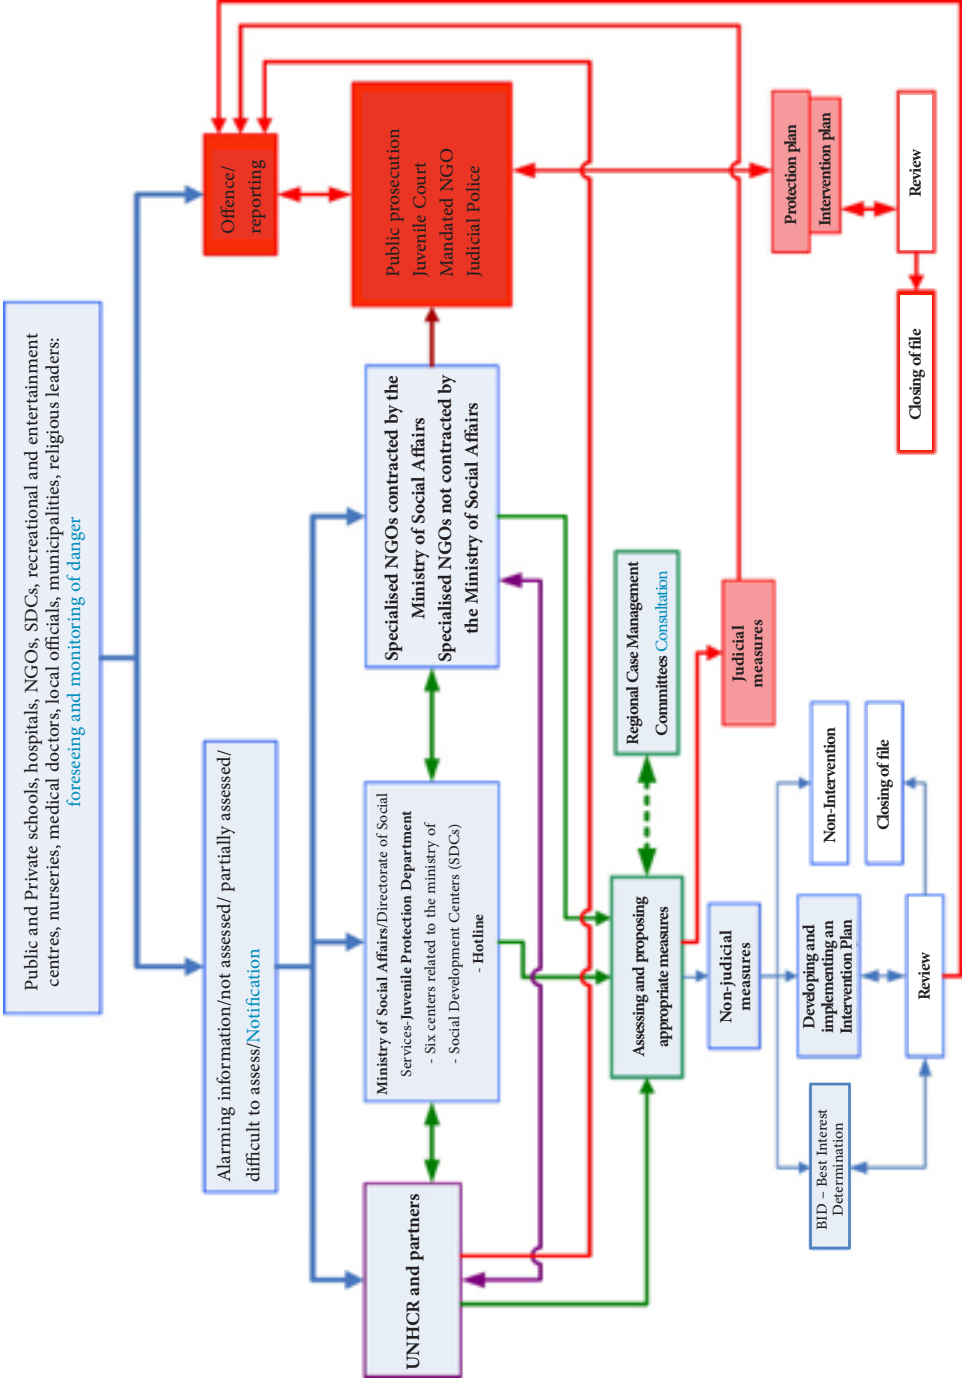 Public and Private schools, hospitals, NGOs, SDCs, recreational and entertainment
centres, nurseries, medical doctors, local officials, municipalities, religious leaders:
foreseeing and monitoring of danger
Alarming information/not assessed/ partially assessed/
difficult to assess/Notification
Offence/
reporting
UNHCR and partners
Ministry of Social Affairs/Directorate of Social
Services-Juvenile Protection Department
- Six centers related to the ministry of
- Social Development Centers (SDCs)
- Hotline
Specialised NGOs contracted by the
Ministry of Social Affairs
Specialised NGOs not contracted by
the Ministry of Social Affairs
Public prosecution
Juvenile Court
Mandated NGO
Judicial Police
Assessing and proposing
appropriate measures
Regional Case Management
Committees Consultation
Non-judicial
measures
Judicial
measures
Protection plan
Intervention plan
BID – Best Interest
Determination
Developing and
implementing an
Intervention Plan
Non-Intervention
Closing of file
Review
Closing of file
Review